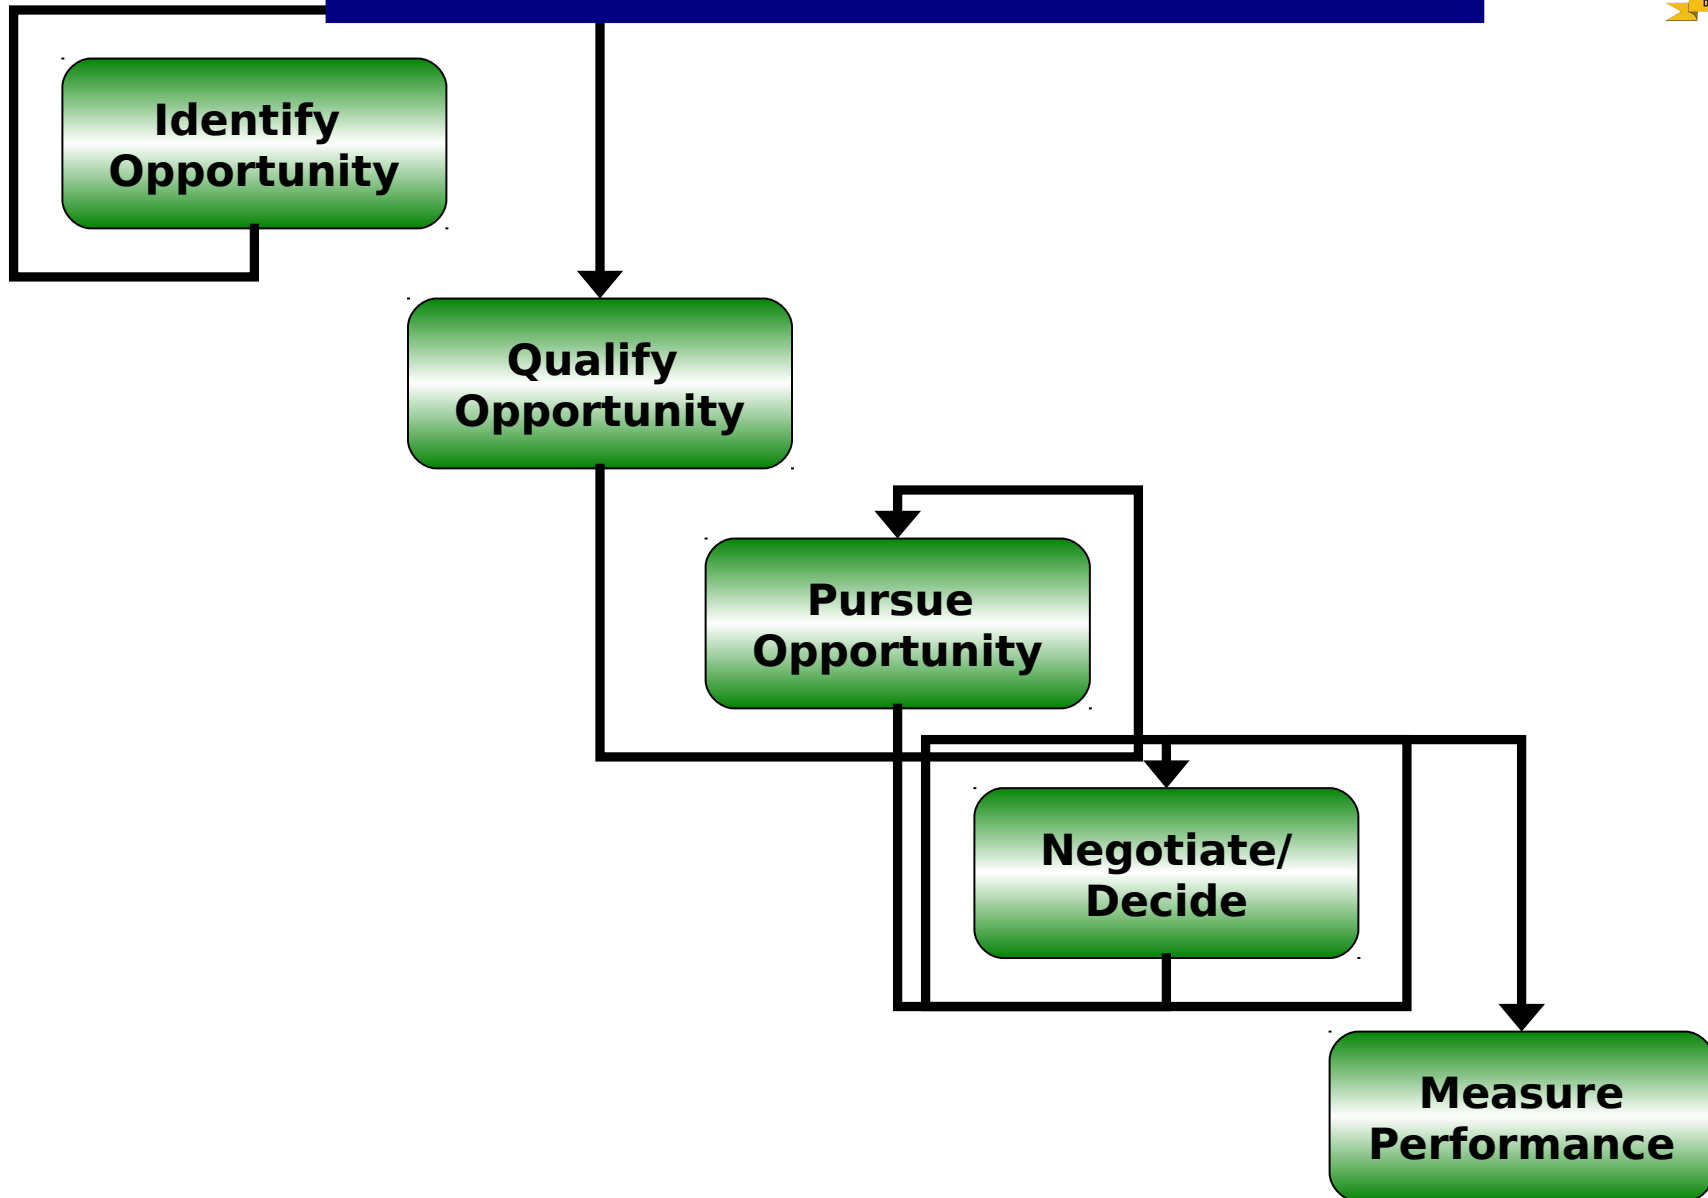 Identify
Opportunity
Qualify
Opportunity
Pursue
Opportunity
Negotiate/
Decide
Measure
Performance